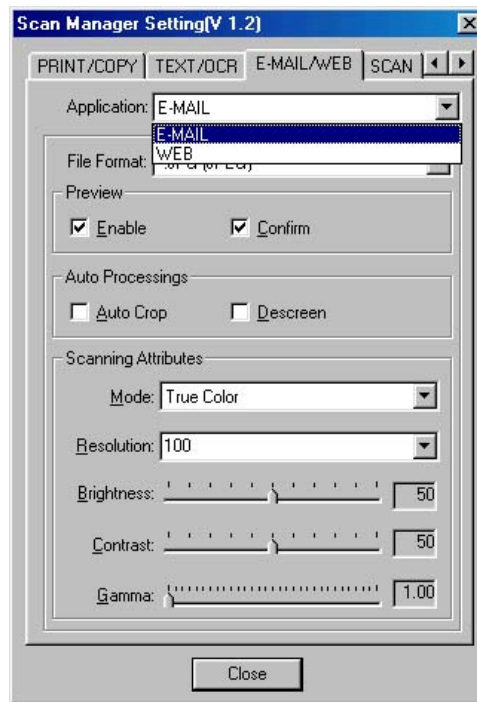 Scan Manager Setting(V 1.2)
PRINT/COPY TEXT/OCR E-MAIL/WEB SCAN
Application: E-MAIL
E-MAIL
WEB
File Format:
Preview
Enable Confirm
Auto Processings
Auto Crop Descreen
Scanning Attributes
Mode: True Color
Resolution: 100
Brightness: 50
Contrast: 50
Gamma: 1.00
Close